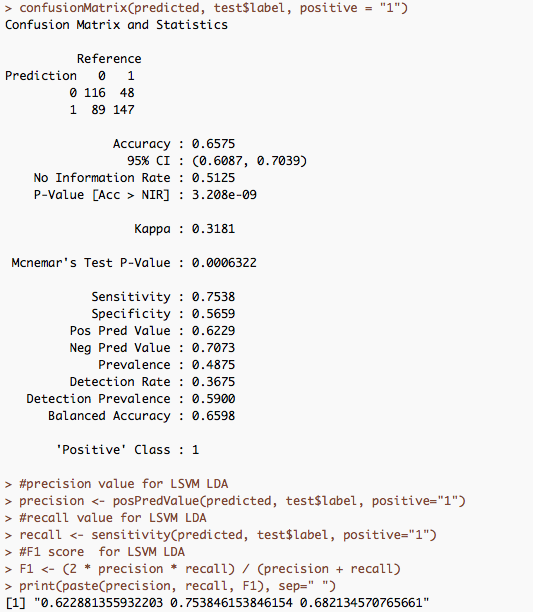 > confusionMatrix(predicted, test$label, positive = "1")
Confusion Matrix and Statistics
Reference
Prediction 0 1
0 116 48
1 89 147
Accuracy : 0.6575
95% CI : (0.6087, 0.7039)
No Information Rate : 0.5125
P-Value [Acc > NIR] : 3.208e-09
Kappa : 0.3181
Mcnemar's Test P-Value : 0.0006322
Sensitivity : 0.7538
Specificity : 0.5659
Pos Pred Value : 0.6229
Neg Pred Value : 0.7073
Prevalence : 0.4875
Detection Rate : 0.3675
Detection Prevalence : 0.5900
Balanced Accuracy : 0.6598
'Positive' Class : 1
> #precision value for LSVM LDA
> precision <- posPredValue(predicted, test$label, positive="1")
> #recall value for LSVM LDA
> recall <- sensitivity(predicted, test$label, positive="1")
> #F1 score  for LSVM LDA
> F1 <- (2 * precision * recall) / (precision + recall)
> print(paste(precision, recall, F1), sep=" ")
[1] "0.622881355932203 0.753846153846154 0.682134570765661"